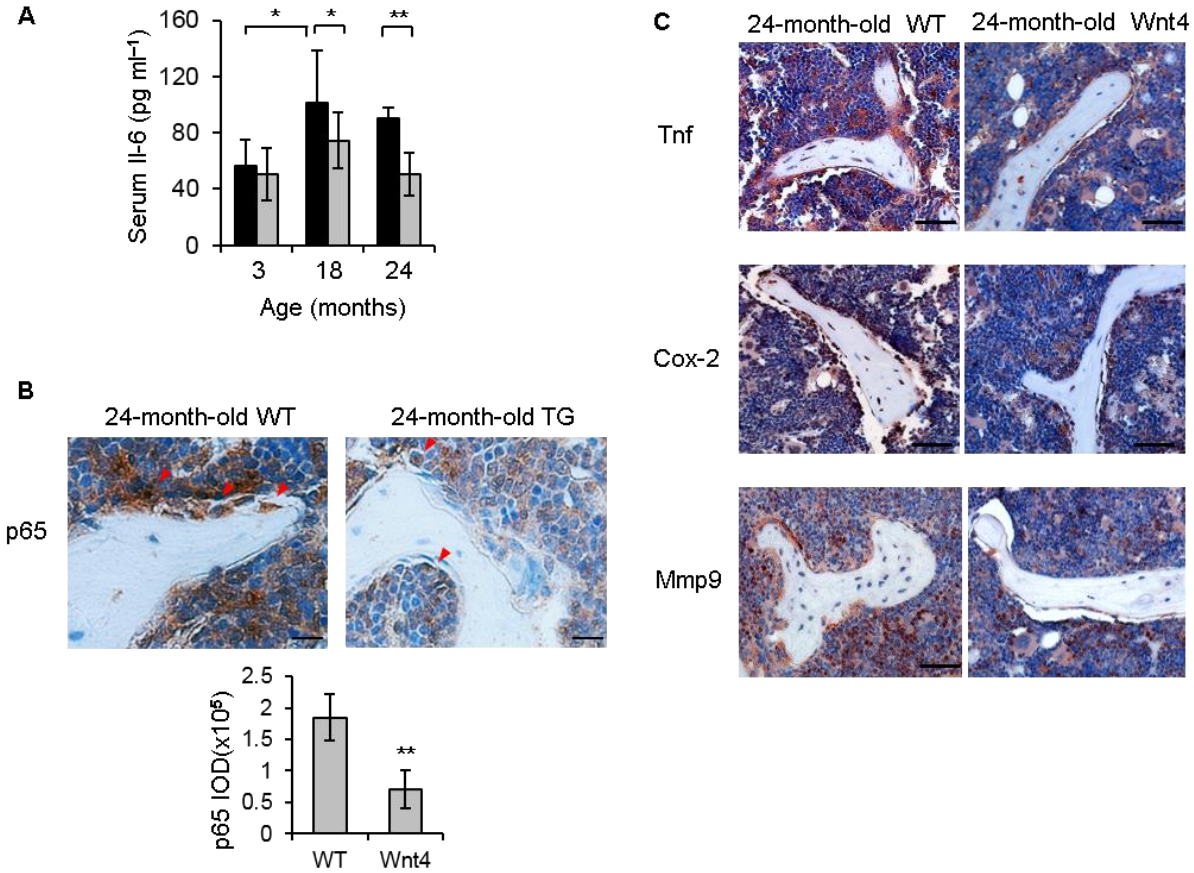 A
Serum Il-6 (pg ml⁻¹)
160
120
80
40
0
*
*
**
3 18 24
Age (months)
B
24-month-old WT 24-month-old TG
p65
p65 IOD(x10⁵)
2.5
2
1.5
1
0.5
0
**
WT Wnt4
C
24-month-old WT 24-month-old Wnt4
Tnf
Cox-2
Mmp9